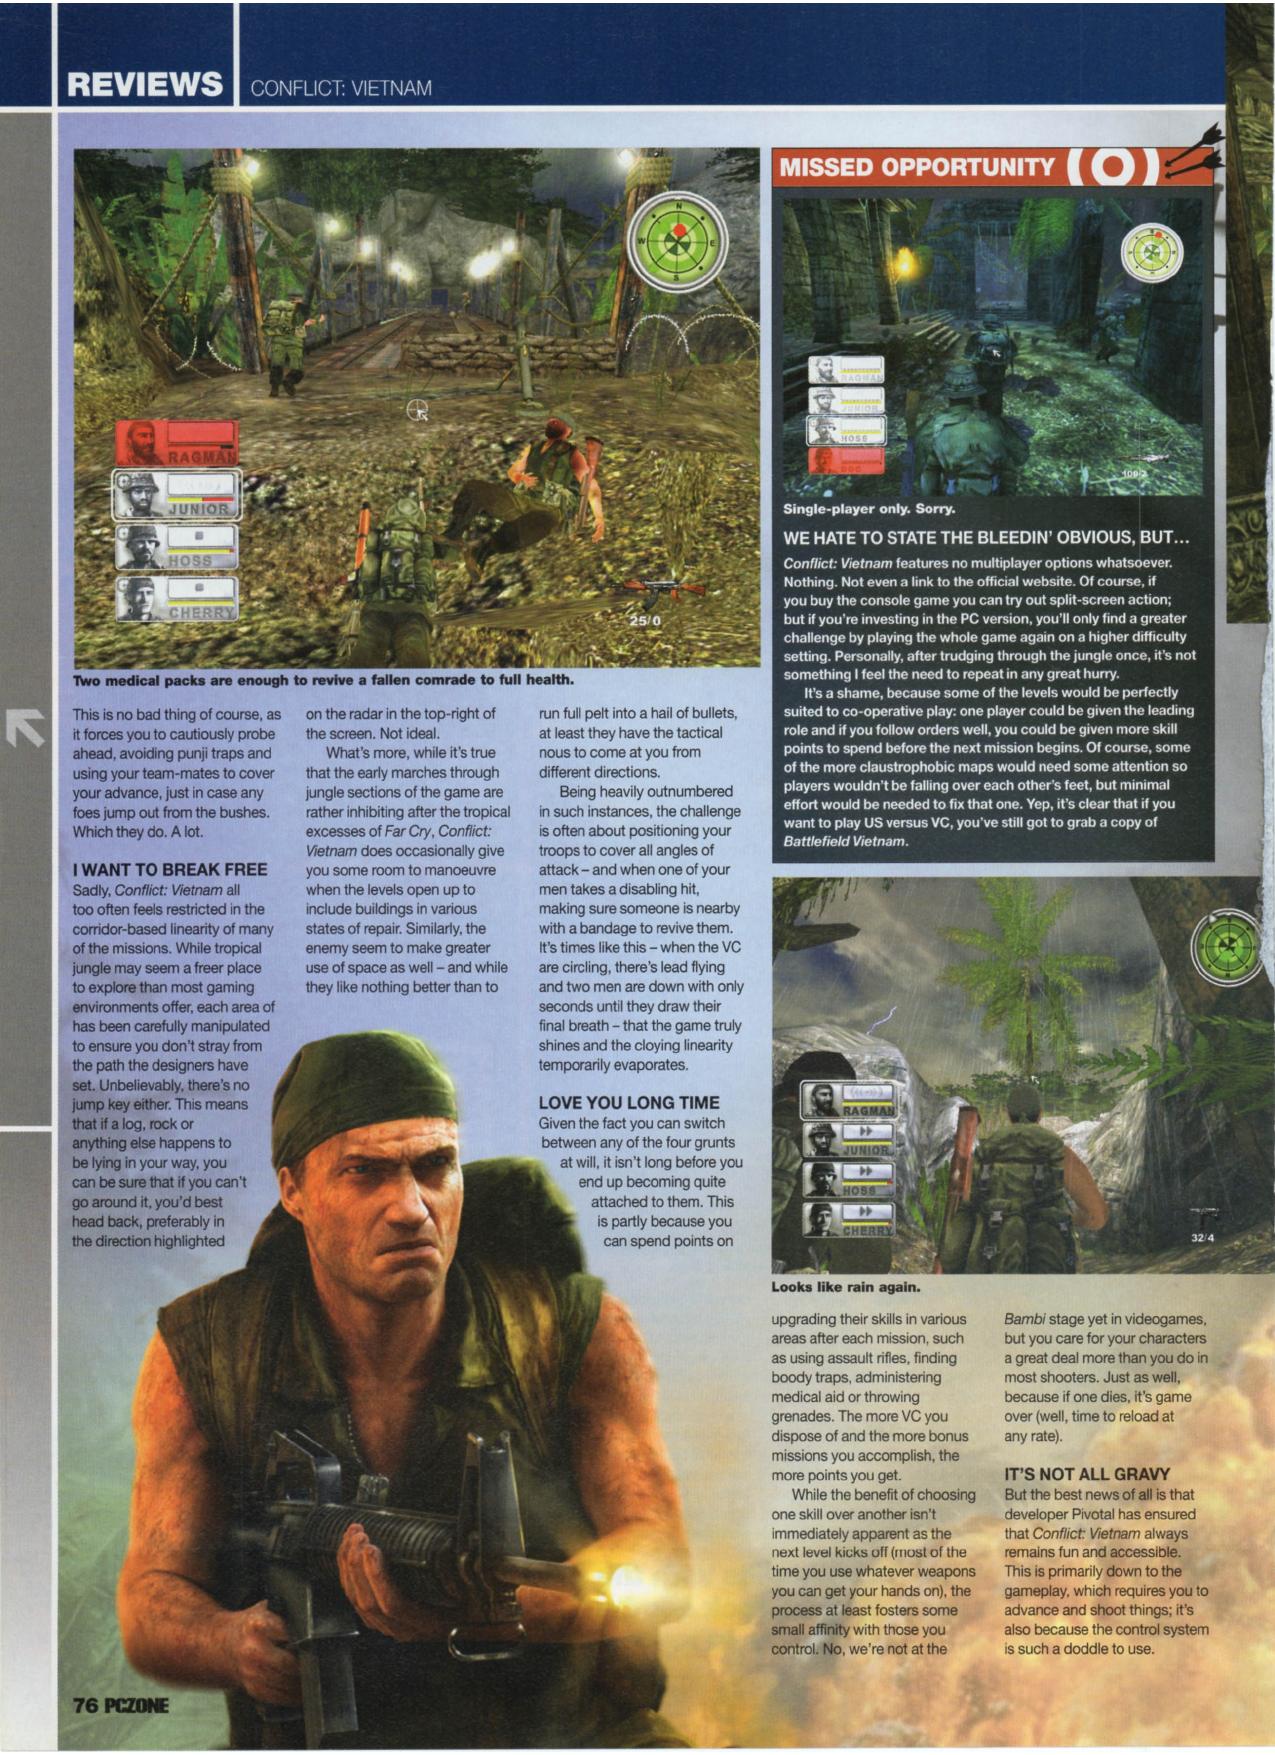 REVIEWS
CONFLICT: VIETNAM
N
W
E
S
RAGMAN
JUNIOR
HOSS
CHERRY
25/0
Two medical packs are enough to revive a fallen comrade to full health.
This is no bad thing of course, as
it forces you to cautiously probe
ahead, avoiding punji traps and
using your team-mates to cover
your advance, just in case any
foes jump out from the bushes.
Which they do. A lot.
I WANT TO BREAK FREE
Sadly, Conflict: Vietnam all
too often feels restricted in the
corridor-based linearity of many
of the missions. While tropical
jungle may seem a freer place
to explore than most gaming
environments offer, each area of
has been carefully manipulated
to ensure you don't stray from
the path the designers have
set. Unbelievably, there's no
jump key either. This means
that if a log, rock or
anything else happens to
be lying in your way, you
can be sure that if you can't
go around it, you'd best
head back, preferably in
the direction highlighted
on the radar in the top-right of
the screen. Not ideal.
What's more, while it's true
that the early marches through
jungle sections of the game are
rather inhibiting after the tropical
excesses of Far Cry, Conflict:
Vietnam does occasionally give
you some room to manoeuvre
when the levels open up to
include buildings in various
states of repair. Similarly, the
enemy seem to make greater
use of space as well – and while
they like nothing better than to
run full pelt into a hail of bullets,
at least they have the tactical
nous to come at you from
different directions.
Being heavily outnumbered
in such instances, the challenge
is often about positioning your
troops to cover all angles of
attack – and when one of your
men takes a disabling hit,
making sure someone is nearby
with a bandage to revive them.
It's times like this – when the VC
are circling, there's lead flying
and two men are down with only
seconds until they draw their
final breath – that the game truly
shines and the cloying linearity
temporarily evaporates.
LOVE YOU LONG TIME
Given the fact you can switch
between any of the four grunts
at will, it isn't long before you
end up becoming quite
attached to them. This
is partly because you
can spend points on
MISSED OPPORTUNITY
RAGMAN
JUNIOR
HOSS
DOC
100/2
Single-player only. Sorry.
WE HATE TO STATE THE BLEEDIN' OBVIOUS, BUT...
Conflict: Vietnam features no multiplayer options whatsoever.
Nothing. Not even a link to the official website. Of course, if
you buy the console game you can try out split-screen action;
but if you're investing in the PC version, you'll only find a greater
challenge by playing the whole game again on a higher difficulty
setting. Personally, after trudging through the jungle once, it's not
something I feel the need to repeat in any great hurry.
It's a shame, because some of the levels would be perfectly
suited to co-operative play: one player could be given the leading
role and if you follow orders well, you could be given more skill
points to spend before the next mission begins. Of course, some
of the more claustrophobic maps would need some attention so
players wouldn't be falling over each other's feet, but minimal
effort would be needed to fix that one. Yep, it's clear that if you
want to play US versus VC, you've still got to grab a copy of
Battlefield Vietnam.
RAGMAN
JUNIOR
HOSS
CHERRY
32/4
Looks like rain again.
upgrading their skills in various
areas after each mission, such
as using assault rifles, finding
boody traps, administering
medical aid or throwing
grenades. The more VC you
dispose of and the more bonus
missions you accomplish, the
more points you get.
While the benefit of choosing
one skill over another isn't
immediately apparent as the
next level kicks off (most of the
time you use whatever weapons
you can get your hands on), the
process at least fosters some
small affinity with those you
control. No, we're not at the
Bambi stage yet in videogames,
but you care for your characters
a great deal more than you do in
most shooters. Just as well,
because if one dies, it's game
over (well, time to reload at
any rate).
IT'S NOT ALL GRAVY
But the best news of all is that
developer Pivotal has ensured
that Conflict: Vietnam always
remains fun and accessible.
This is primarily down to the
gameplay, which requires you to
advance and shoot things; it's
also because the control system
is such a doddle to use.
76 PCZONE